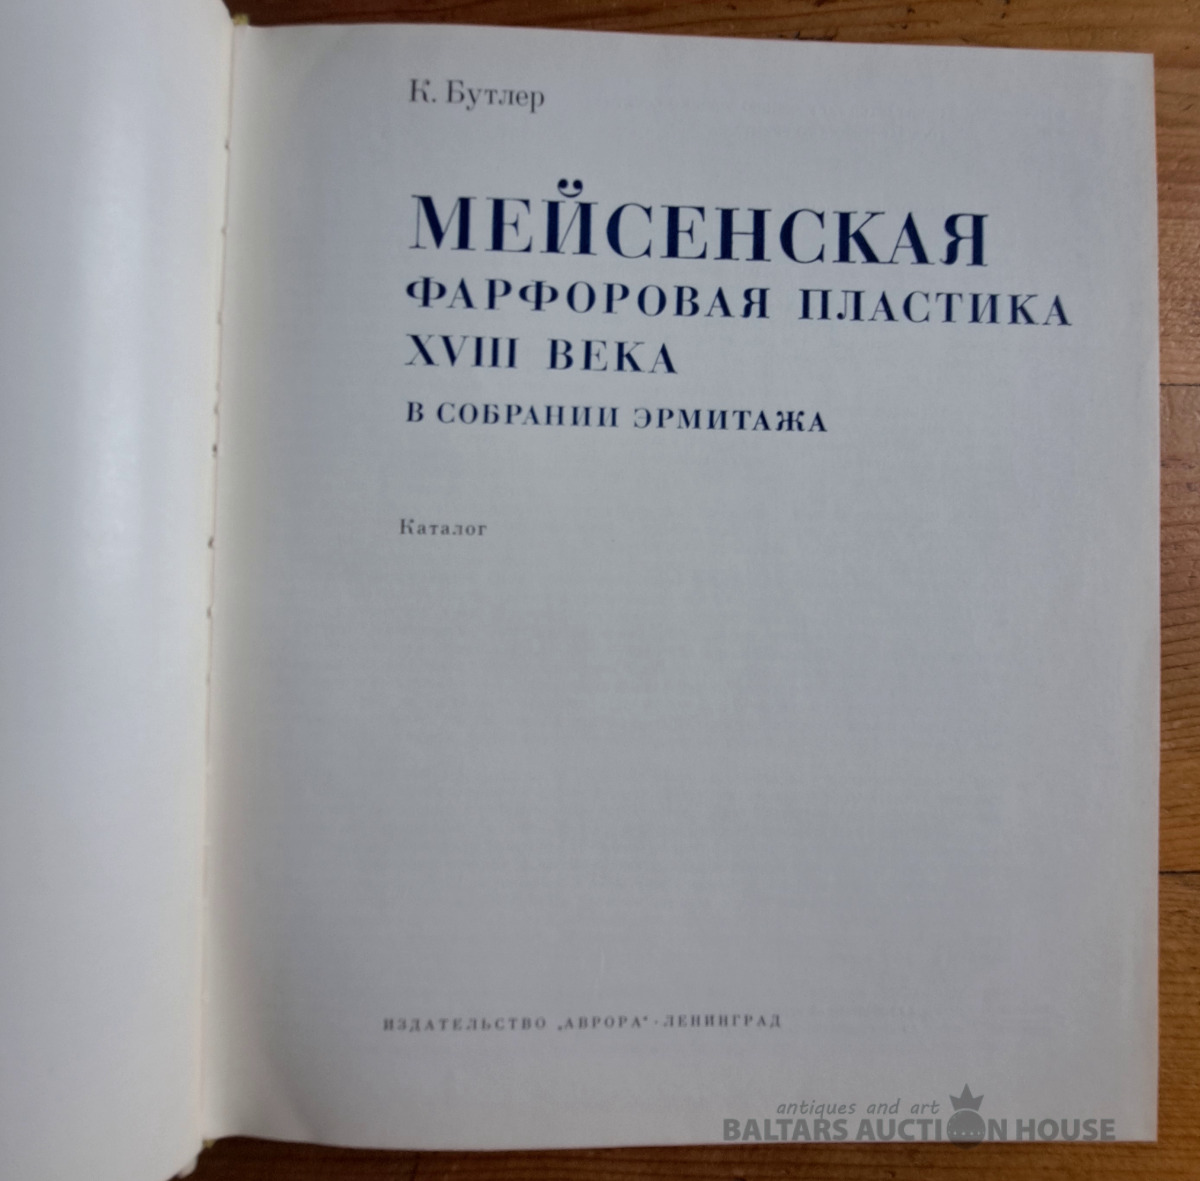 К. Бутлер
МЕЙСЕНСКАЯ
ФАРФОРОВАЯ ПЛАСТИКА
XVIII ВЕКА
В СОБРАНИИ ЭРМИТАЖА
Каталог
ИЗДАТЕЛЬСТВО „АВРОРА“ · ЛЕНИНГРАД
antiques and art
BALTARS AUCTION HOUSE